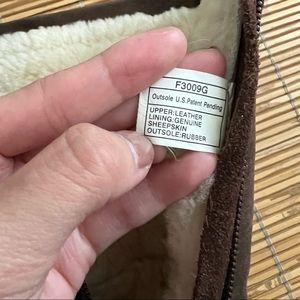 F3009G
Outsole U.S. Patent Pending
UPPER:LEATHER
LINING:GENUINE
SHEEPSKIN
OUTSOLE:RUBBER